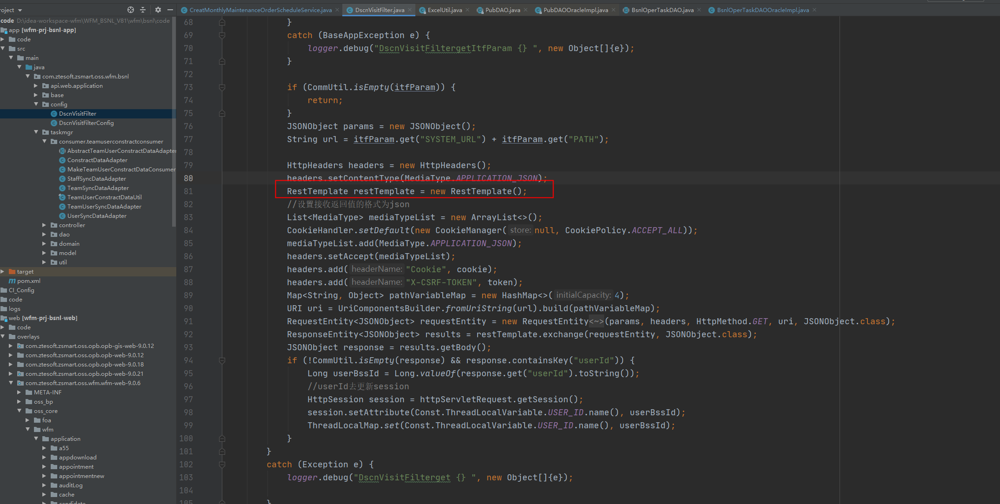 roject
code D:\idea-workspace-wfm\WFM_BSNL_V81\wfm\bsnl\code
app [wfm-prj-bsnl-app]
code
src
main
java
com.ztesoft.zsmart.oss.wfm.bsnl
api.web.application
base
config
DscnVisitFilter
DscnVisitFilterConfig
taskmgr
consumer.teamuserconstractconsumer
AbstractTeamUserConstractDataAdapter
ConstractDataAdapter
MakeTeamUserConstractDataConsumer
StaffSyncDataAdapter
TeamSyncDataAdapter
TeamUserConstractDataUtil
TeamUserSyncDataAdapter
UserSyncDataAdapter
controller
dao
domain
model
util
target
pom.xml
CI_Config
code
logs
web [wfm-prj-bsnl-web]
code
overlays
com.ztesoft.zsmart.oss.opb.opb-gis-web-9.0.12
com.ztesoft.zsmart.oss.opb.opb-web-9.0.12
com.ztesoft.zsmart.oss.opb.opb-web-9.0.18
com.ztesoft.zsmart.oss.opb.opb-web-9.0.21
com.ztesoft.zsmart.oss.wfm.wfm-web-9.0.6
META-INF
oss_bp
oss_core
foa
wfm
application
a55
appdownload
appointment
appointmentnew
auditLog
cache
candidate
CreatMonthlyMaintenanceOrderScheduleService.java DscnVisitFilter.java ExcelUtil.java PubDAO.java PubDAOOracleImpl.java BsnlOperTaskDAO.java BsnlOperTaskDAOOracleImpl.java
68 }
69 catch (BaseAppException e) {
70 logger.debug("DscnVisitFiltergetItfParam {} ", new Object[]{e});
71 }
72
73 if (CommUtil.isEmpty(itfParam)) {
74 return;
75 }
76 JSONObject params = new JSONObject();
77 String url = itfParam.get("SYSTEM_URL") + itfParam.get("PATH");
78
79 HttpHeaders headers = new HttpHeaders();
80 headers.setContentType(MediaType.APPLICATION_JSON);
81 RestTemplate restTemplate = new RestTemplate();
82 //设置接收返回值的格式为json
83 List<MediaType> mediaTypeList = new ArrayList<>();
84 CookieHandler.setDefault(new CookieManager( store: null, CookiePolicy.ACCEPT_ALL));
85 mediaTypeList.add(MediaType.APPLICATION_JSON);
86 headers.setAccept(mediaTypeList);
87 headers.add( headerName: "Cookie", cookie);
88 headers.add( headerName: "X-CSRF-TOKEN", token);
89 Map<String, Object> pathVariableMap = new HashMap<>( initialCapacity: 4);
90 URI uri = UriComponentsBuilder.fromUriString(url).build(pathVariableMap);
91 RequestEntity<JSONObject> requestEntity = new RequestEntity<~>(params, headers, HttpMethod.GET, uri, JSONObject.class);
92 ResponseEntity<JSONObject> results = restTemplate.exchange(requestEntity, JSONObject.class);
93 JSONObject response = results.getBody();
94 if (!CommUtil.isEmpty(response) && response.containsKey("userId")) {
95 Long userBssId = Long.valueOf(response.get("userId").toString());
96 //userId去更新session
97 HttpSession session = httpServletRequest.getSession();
98 session.setAttribute(Const.ThreadLocalVariable.USER_ID.name(), userBssId);
99 ThreadLocalMap.set(Const.ThreadLocalVariable.USER_ID.name(), userBssId);
100 }
101 }
102 catch (Exception e) {
103 logger.debug("DscnVisitFilterget {} ", new Object[]{e});
104
105 }